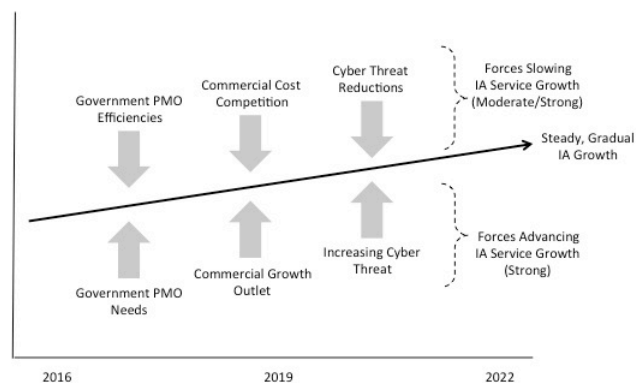 Government PMO
Efficiencies
Commercial Cost
Competition
Cyber Threat
Reductions
Forces Slowing
IA Service Growth
(Moderate/Strong)
Steady, Gradual
IA Growth
Government PMO
Needs
Commercial Growth
Outlet
Increasing Cyber
Threat
Forces Advancing
IA Service Growth
(Strong)
2016
2019
2022